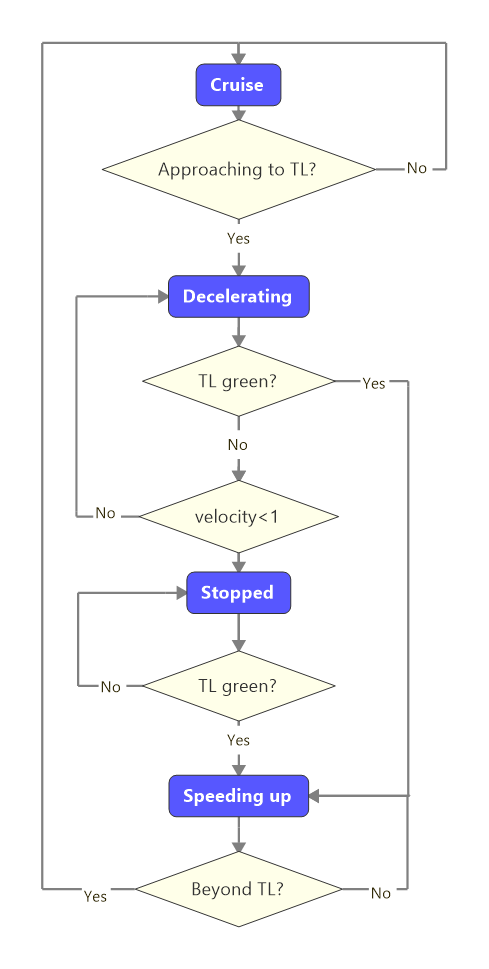 Cruise
Approaching to TL?
No
Yes
Decelerating
TL green?
Yes
No
velocity<1
No
Stopped
TL green?
No
Yes
Speeding up
Beyond TL?
Yes
No